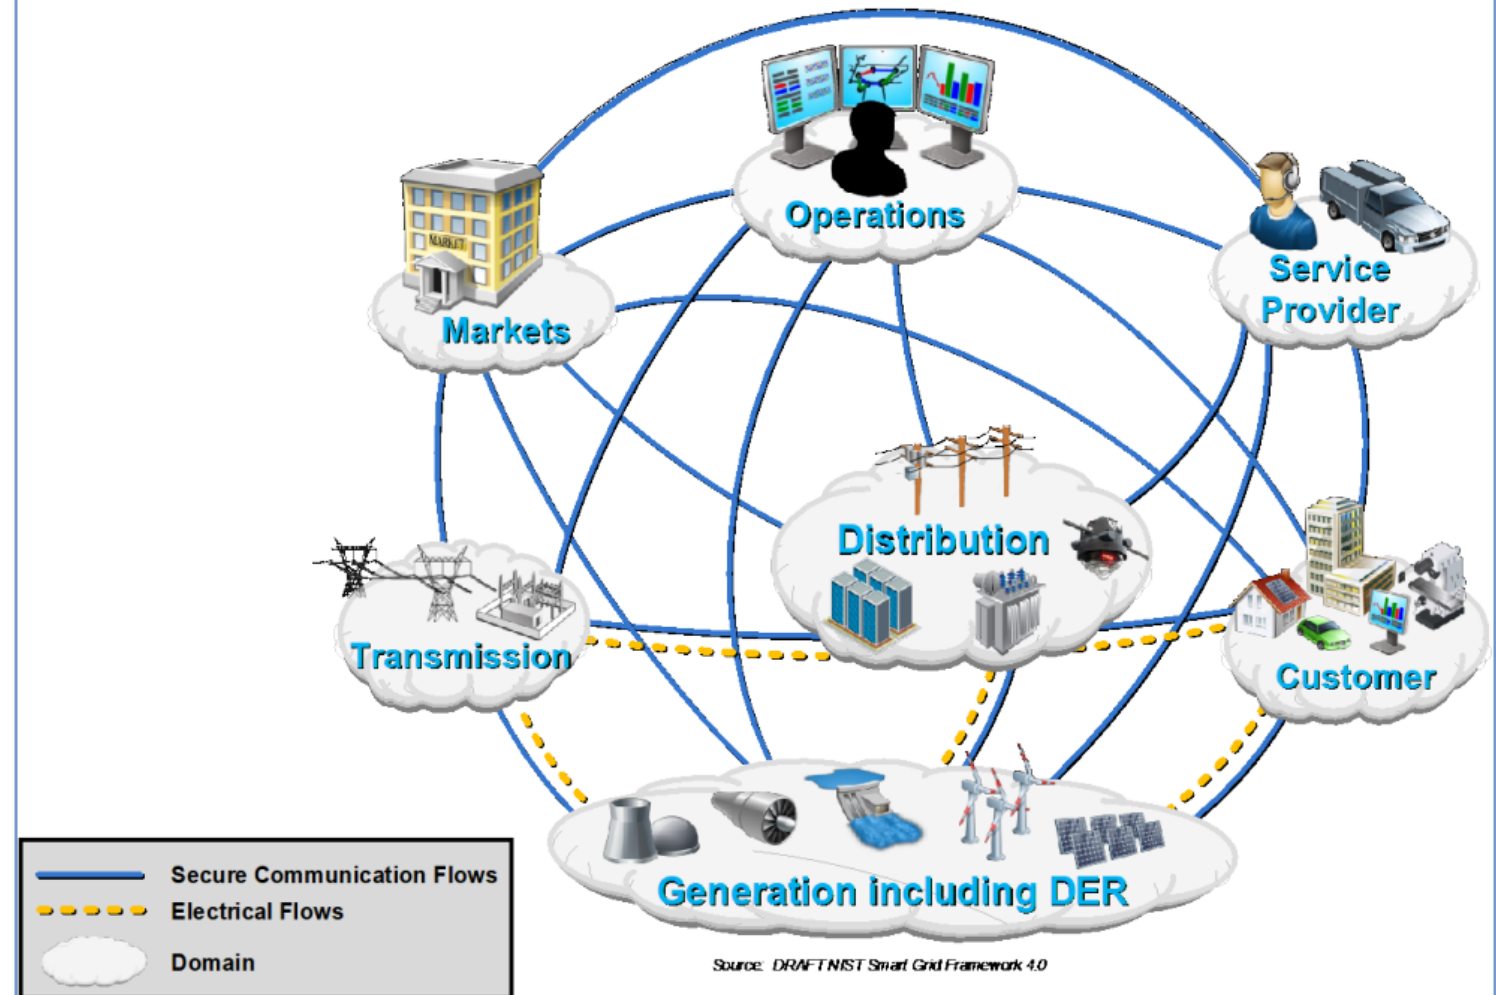 Operations
Service
Provider
MARKET
Markets
Distribution
Transmission
Customer
Generation including DER
Secure Communication Flows
Electrical Flows
Domain
Source: DRAFT NIST Smart Grid Framework 4.0